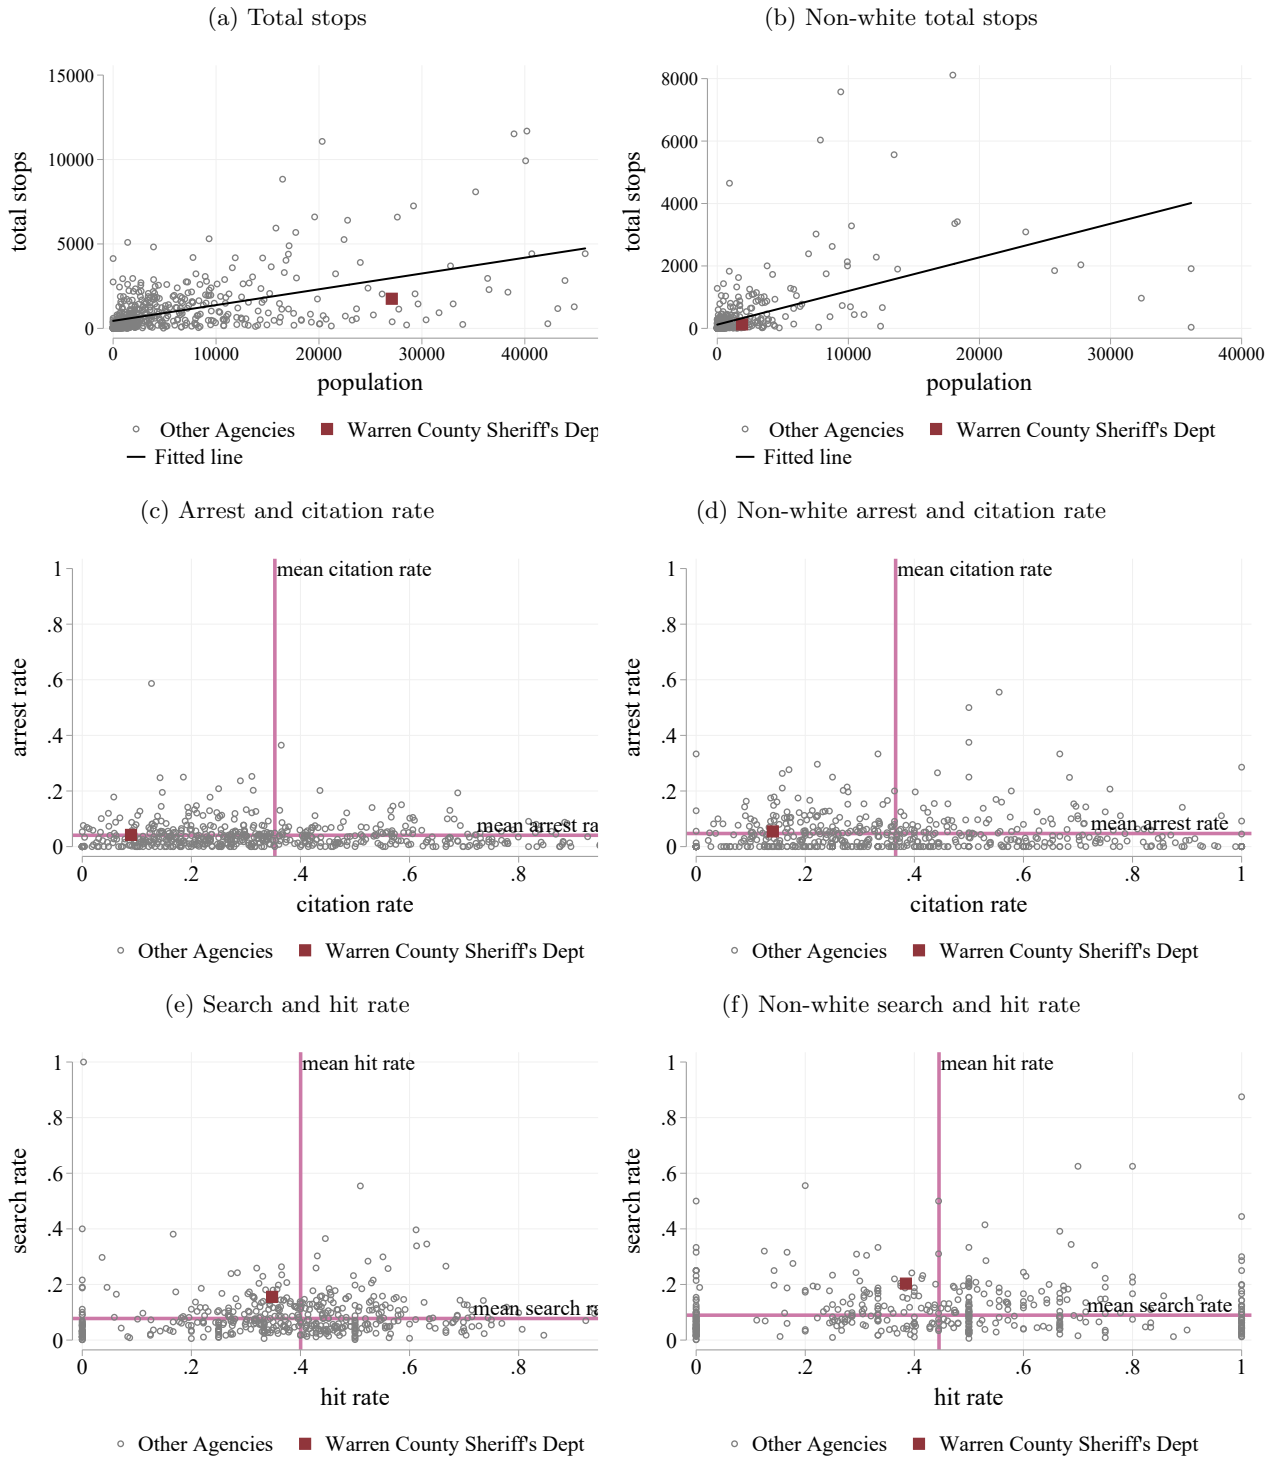 (a) Total stops
15000
10000
5000
0
total stops
0 10000 20000 30000 40000
population
Other Agencies Warren County Sheriff's Dep
Fitted line
(b) Non-white total stops
8000
6000
4000
2000
0
total stops
0 10000 20000 30000 40000
population
Other Agencies Warren County Sheriff's Dept
Fitted line
(c) Arrest and citation rate
mean citation rate
1
.8
.6
.4
.2
0
arrest rate
mean arrest ra
0 .2 .4 .6 .8
citation rate
Other Agencies Warren County Sheriff's Dept
(d) Non-white arrest and citation rate
mean citation rate
1
.8
.6
.4
.2
0
arrest rate
mean arrest rate
0 .2 .4 .6 .8 1
citation rate
Other Agencies Warren County Sheriff's Dept
(e) Search and hit rate
mean hit rate
1
.8
.6
.4
.2
0
search rate
mean search ra
0 .2 .4 .6 .8
hit rate
Other Agencies Warren County Sheriff's Dept
(f) Non-white search and hit rate
mean hit rate
1
.8
.6
.4
.2
0
search rate
mean search rate
0 .2 .4 .6 .8 1
hit rate
Other Agencies Warren County Sheriff's Dept